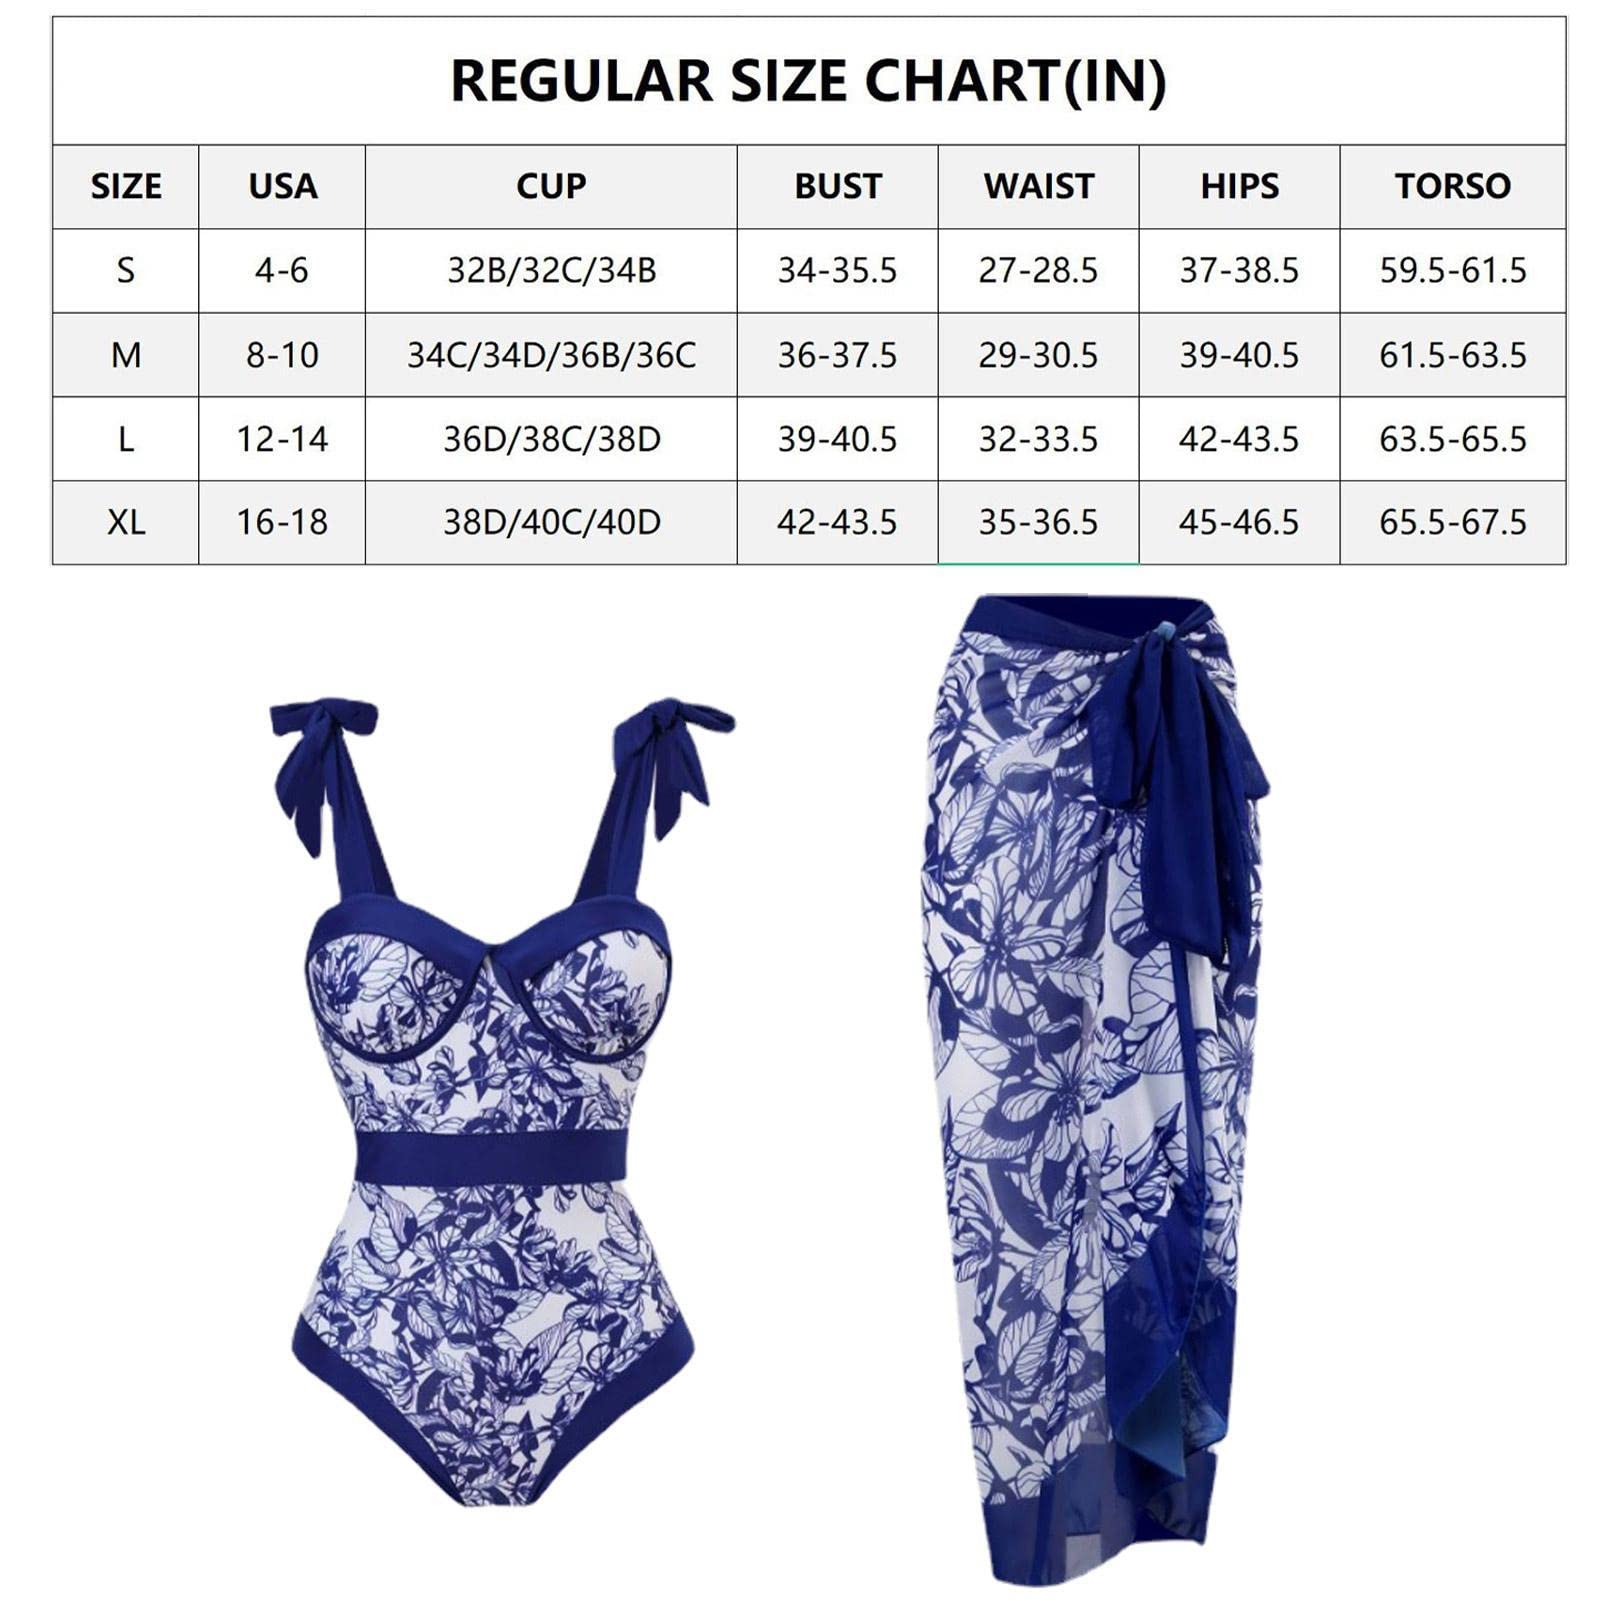 REGULAR SIZE CHART(IN)
SIZE USA CUP BUST WAIST HIPS TORSO
S 4-6 32B/32C/34B 34-35.5 27-28.5 37-38.5 59.5-61.5
M 8-10 34C/34D/36B/36C 36-37.5 29-30.5 39-40.5 61.5-63.5
L 12-14 36D/38C/38D 39-40.5 32-33.5 42-43.5 63.5-65.5
XL 16-18 38D/40C/40D 42-43.5 35-36.5 45-46.5 65.5-67.5